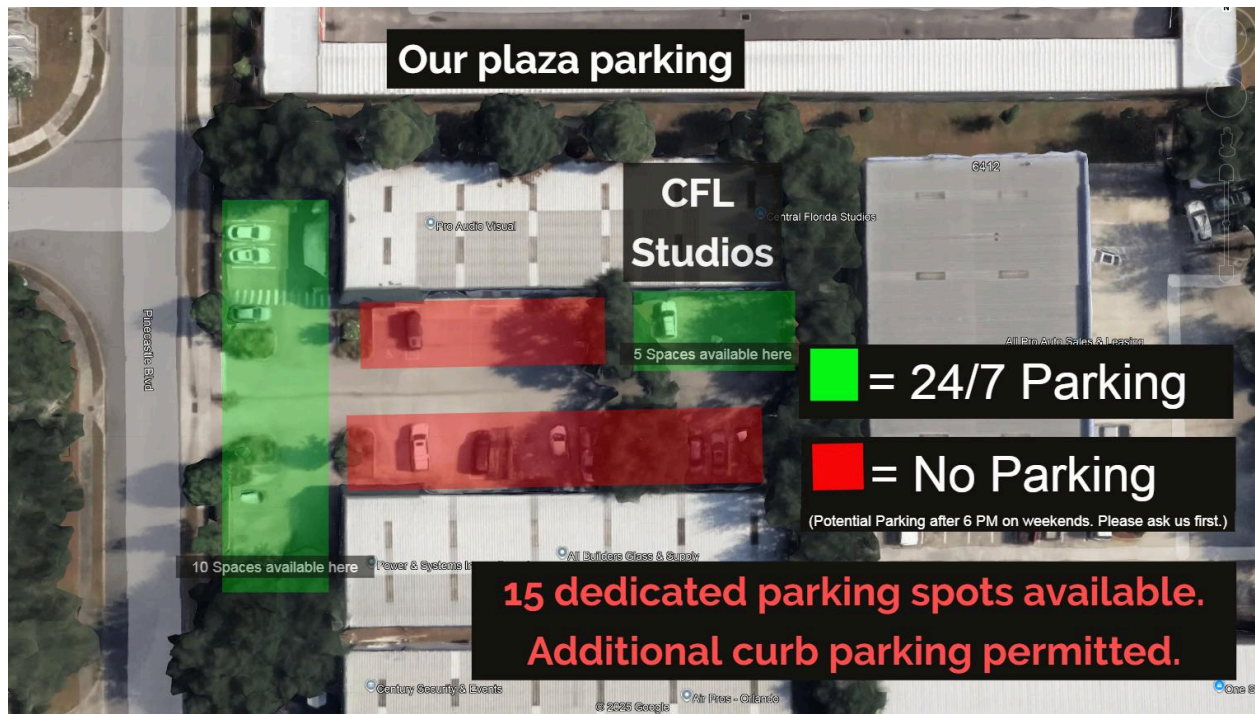 N
Our plaza parking
6412
CFL
Studios
Pro Audio Visual
Central Florida Studios
Pinecastle Blvd
5 Spaces available here
All Pro Auto Sales & Leasing
= 24/7 Parking
= No Parking
(Potential Parking after 6 PM on weekends. Please ask us first.)
All Builders Glass & Supply
10 Spaces available here
Power & Systems
15 dedicated parking spots available.
Additional curb parking permitted.
Century Security & Events
Air Pros - Orlando
One
© 2025 Google